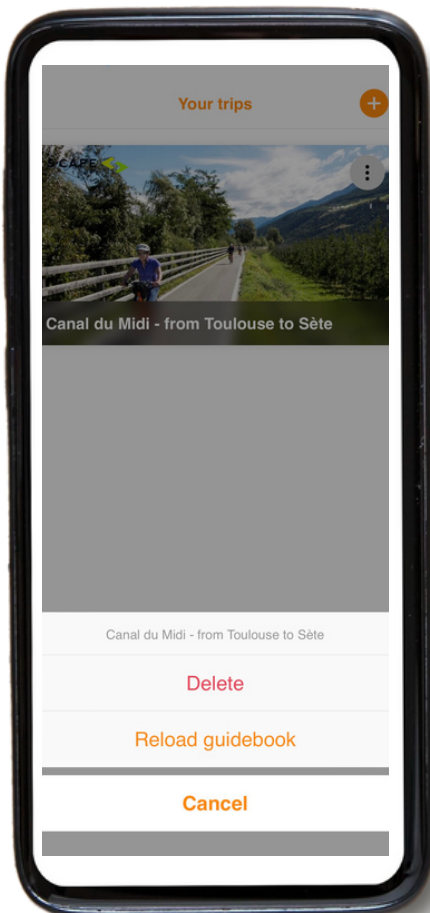 Your trips
S-CAPE
Canal du Midi - from Toulouse to Sète
Canal du Midi - from Toulouse to Sète
Delete
Reload guidebook
Cancel